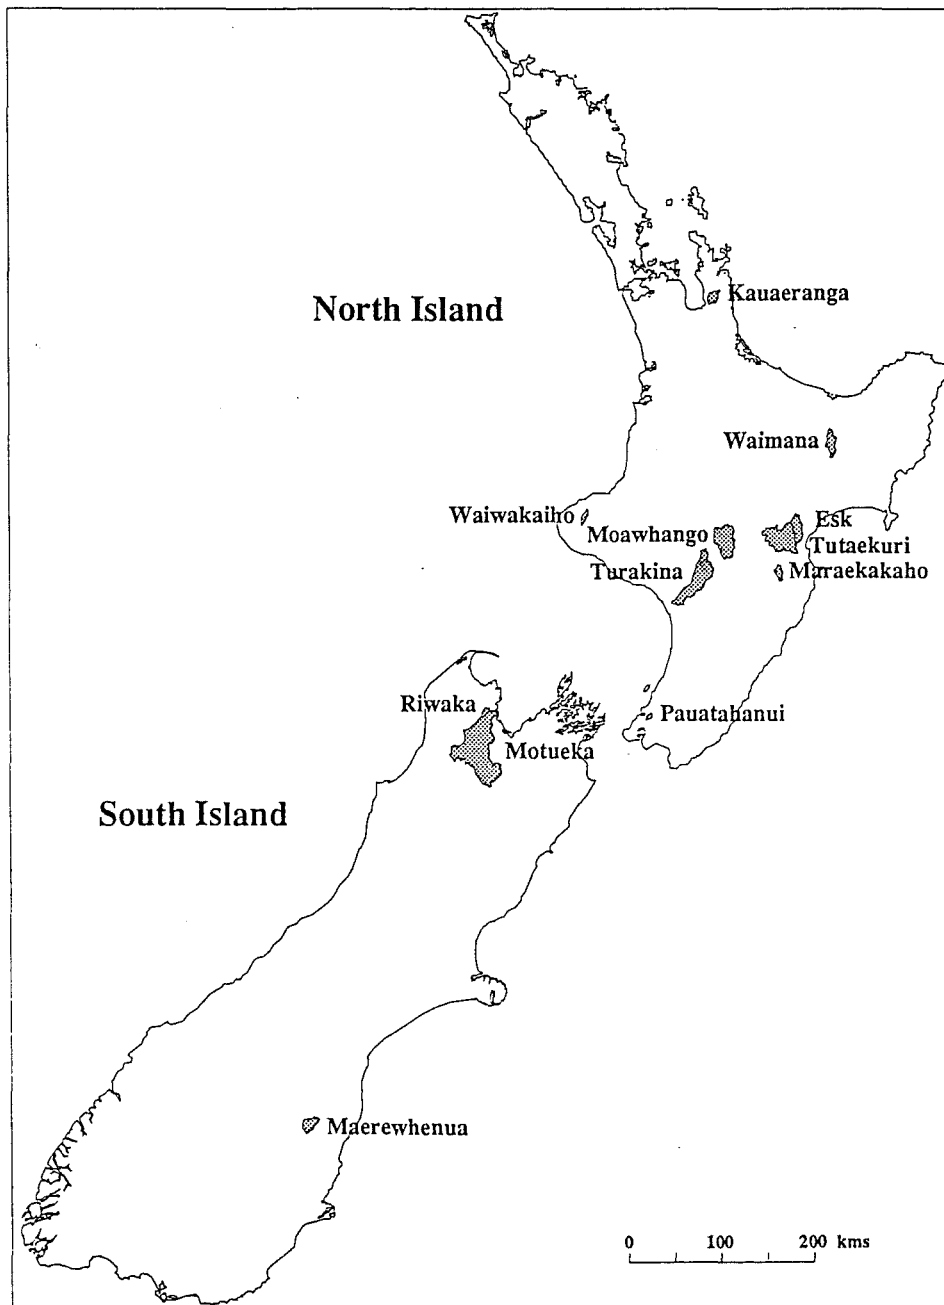 North Island
Kauaeranga
Waimana
Waiwakaiho
Esk
Moawhango
Tutaekuri
Turakina
Maraekakaho
Riwaka
Pauatahanui
Motueka
South Island
Maerewhenua
0 100 200 kms